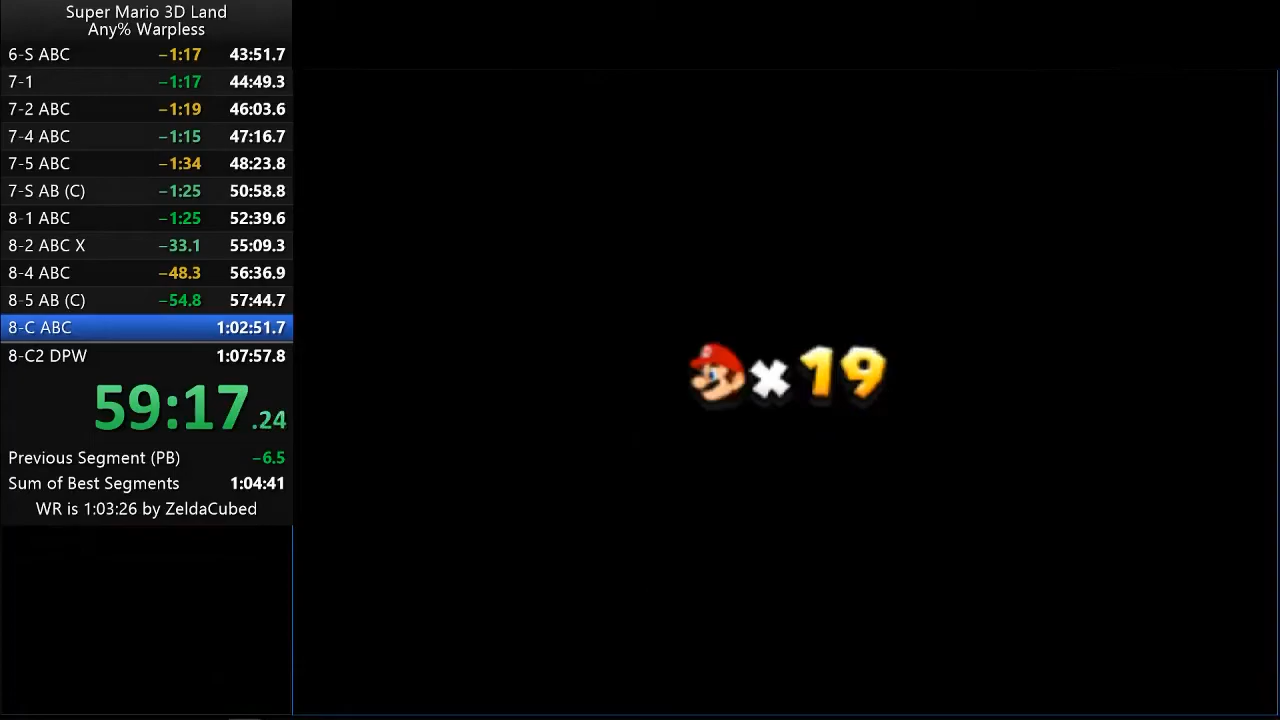 Super Mario 3D Land
Any% Warpless
6-S ABC −1:17 43:51.7
7-1 −1:17 44:49.3
7-2 ABC −1:19 46:03.6
7-4 ABC −1:15 47:16.7
7-5 ABC −1:34 48:23.8
7-S AB (C) −1:25 50:58.8
8-1 ABC −1:25 52:39.6
8-2 ABC X −33.1 55:09.3
8-4 ABC −48.3 56:36.9
8-5 AB (C) −54.8 57:44.7
8-C ABC 1:02:51.7
8-C2 DPW 1:07:57.8
59:17.24
Previous Segment (PB) −6.5
Sum of Best Segments 1:04:41
WR is 1:03:26 by ZeldaCubed
×19